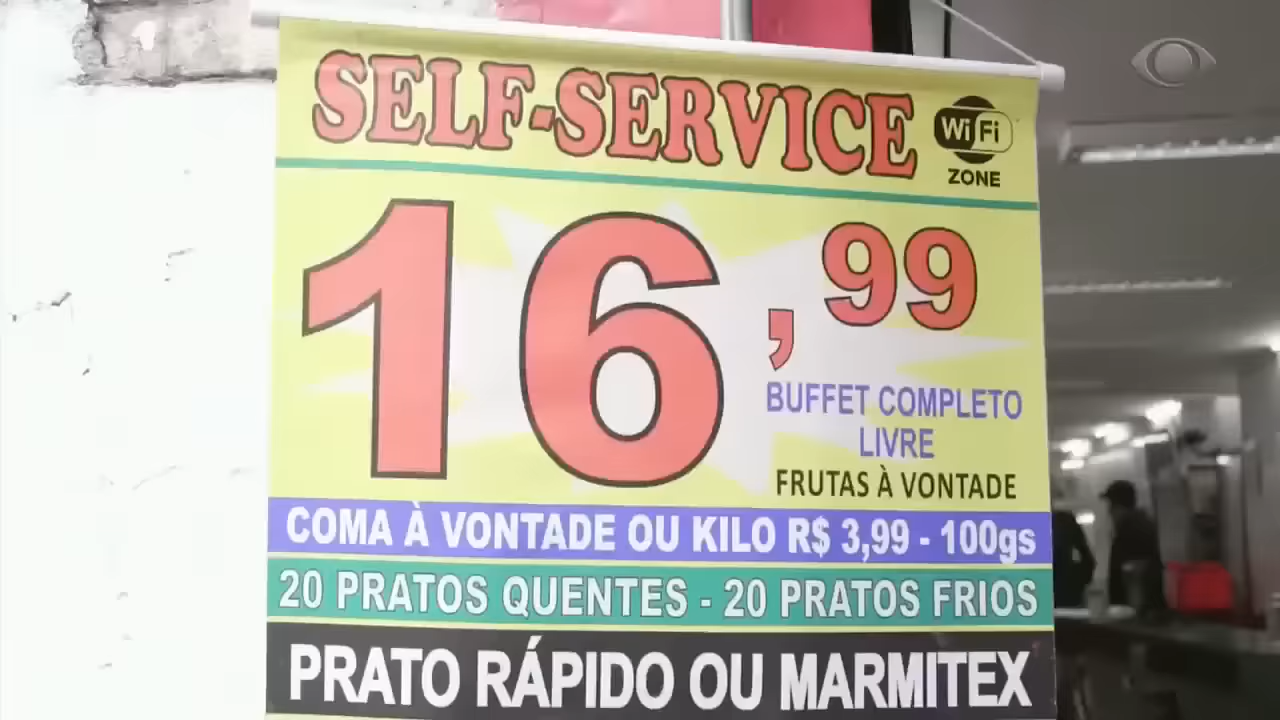 SELF-SERVICE
Wi Fi
ZONE
16,99
BUFFET COMPLETO
LIVRE
FRUTAS À VONTADE
COMA À VONTADE OU KILO R$ 3,99 - 100gs
20 PRATOS QUENTES - 20 PRATOS FRIOS
PRATO RÁPIDO OU MARMITEX